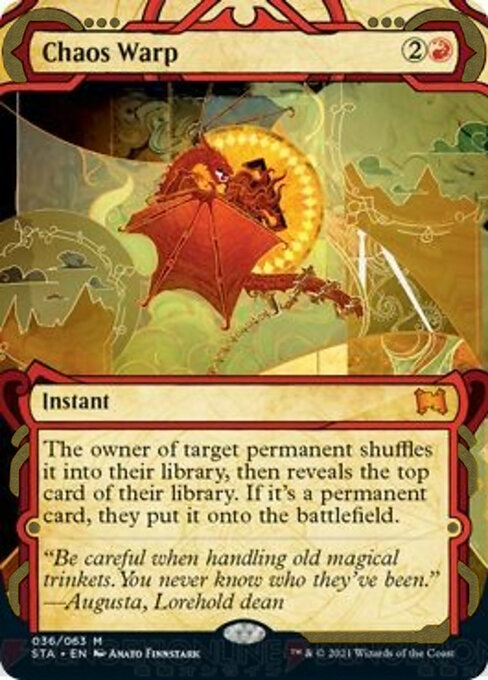 Chaos Warp 2
Instant
The owner of target permanent shuffles
it into their library, then reveals the top
card of their library. If it's a permanent
card, they put it onto the battlefield.
“Be careful when handling old magical
trinkets. You never know who they’ve been.”
—Augusta, Lorehold dean
036/063 M
STA • EN Anato Finnstark
™ & © 2021 Wizards of the Coast